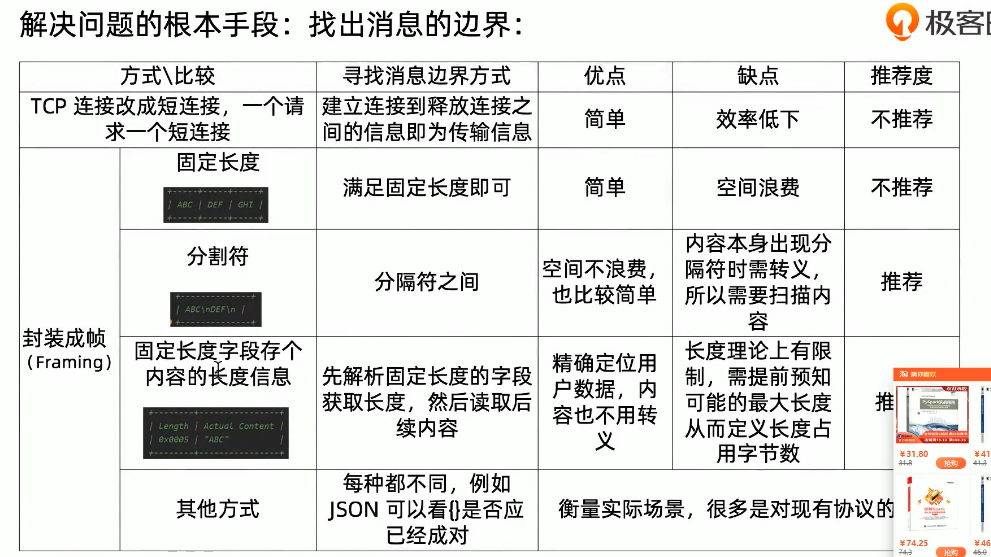 解决问题的根本手段：找出消息的边界：
极客
方式\比较
寻找消息边界方式
优点
缺点
推荐度
TCP 连接改成短连接，一个请
求一个短连接
建立连接到释放连接之
间的信息即为传输信息
简单
效率低下
不推荐
封装成帧
（Framing）
固定长度
| ABC | DEF | GHI |
满足固定长度即可
简单
空间浪费
不推荐
分割符
| ABC\nDEF\n |
分隔符之间
空间不浪费，
也比较简单
内容本身出现分
隔符时需转义，
所以需要扫描内
容
推荐
固定长度字段存个
内容的长度信息
| Length | Actual Content |
| 0x0005 | "ABC" |
先解析固定长度的字段
获取长度，然后读取后
续内容
精确定位用
户数据，内
容也不用转
义
长度理论上有限
制，需提前预知
可能的最大长度
从而定义长度占
用字节数
推
其他方式
每种都不同，例如
JSON 可以看{}是否应
已经成对
衡量实际场景，很多是对现有协议的
￥31.80
31.8
抢购
￥41
41.3
￥74.25
74.3
抢购
￥46
46.0